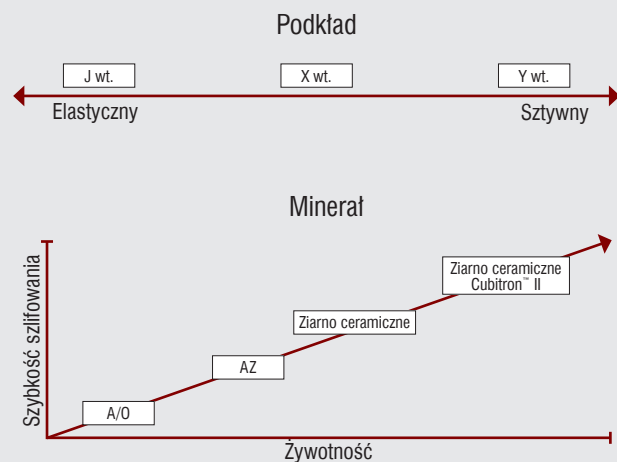 Podkład
J wt.
X wt.
Y wt.
Elastyczny
Sztywny
Minerał
Szybkość szlifowania
Ziarno ceramiczne
Cubitron™ II
Ziarno ceramiczne
AZ
A/O
Żywotność